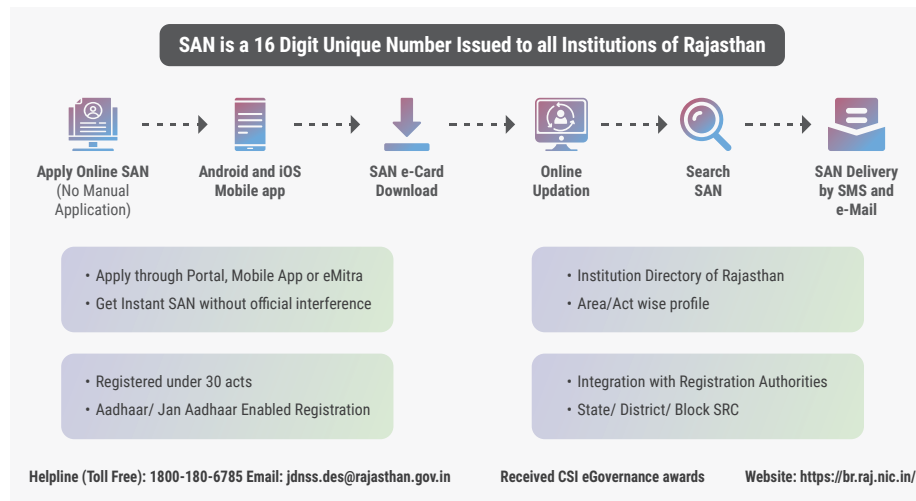 SAN is a 16 Digit Unique Number Issued to all Institutions of Rajasthan
Apply Online SAN
(No Manual
Application)
Android and iOS
Mobile app
SAN e-Card
Download
Online
Updation
Search
SAN
SAN Delivery
by SMS and
e-Mail
• Apply through Portal, Mobile App or eMitra
• Get Instant SAN without official interference
• Institution Directory of Rajasthan
• Area/Act wise profile
• Registered under 30 acts
• Aadhaar/ Jan Aadhaar Enabled Registration
• Integration with Registration Authorities
• State/ District/ Block SRC
Helpline (Toll Free): 1800-180-6785 Email: jdnss.des@rajasthan.gov.in
Received CSI eGovernance awards
Website: https://br.raj.nic.in/